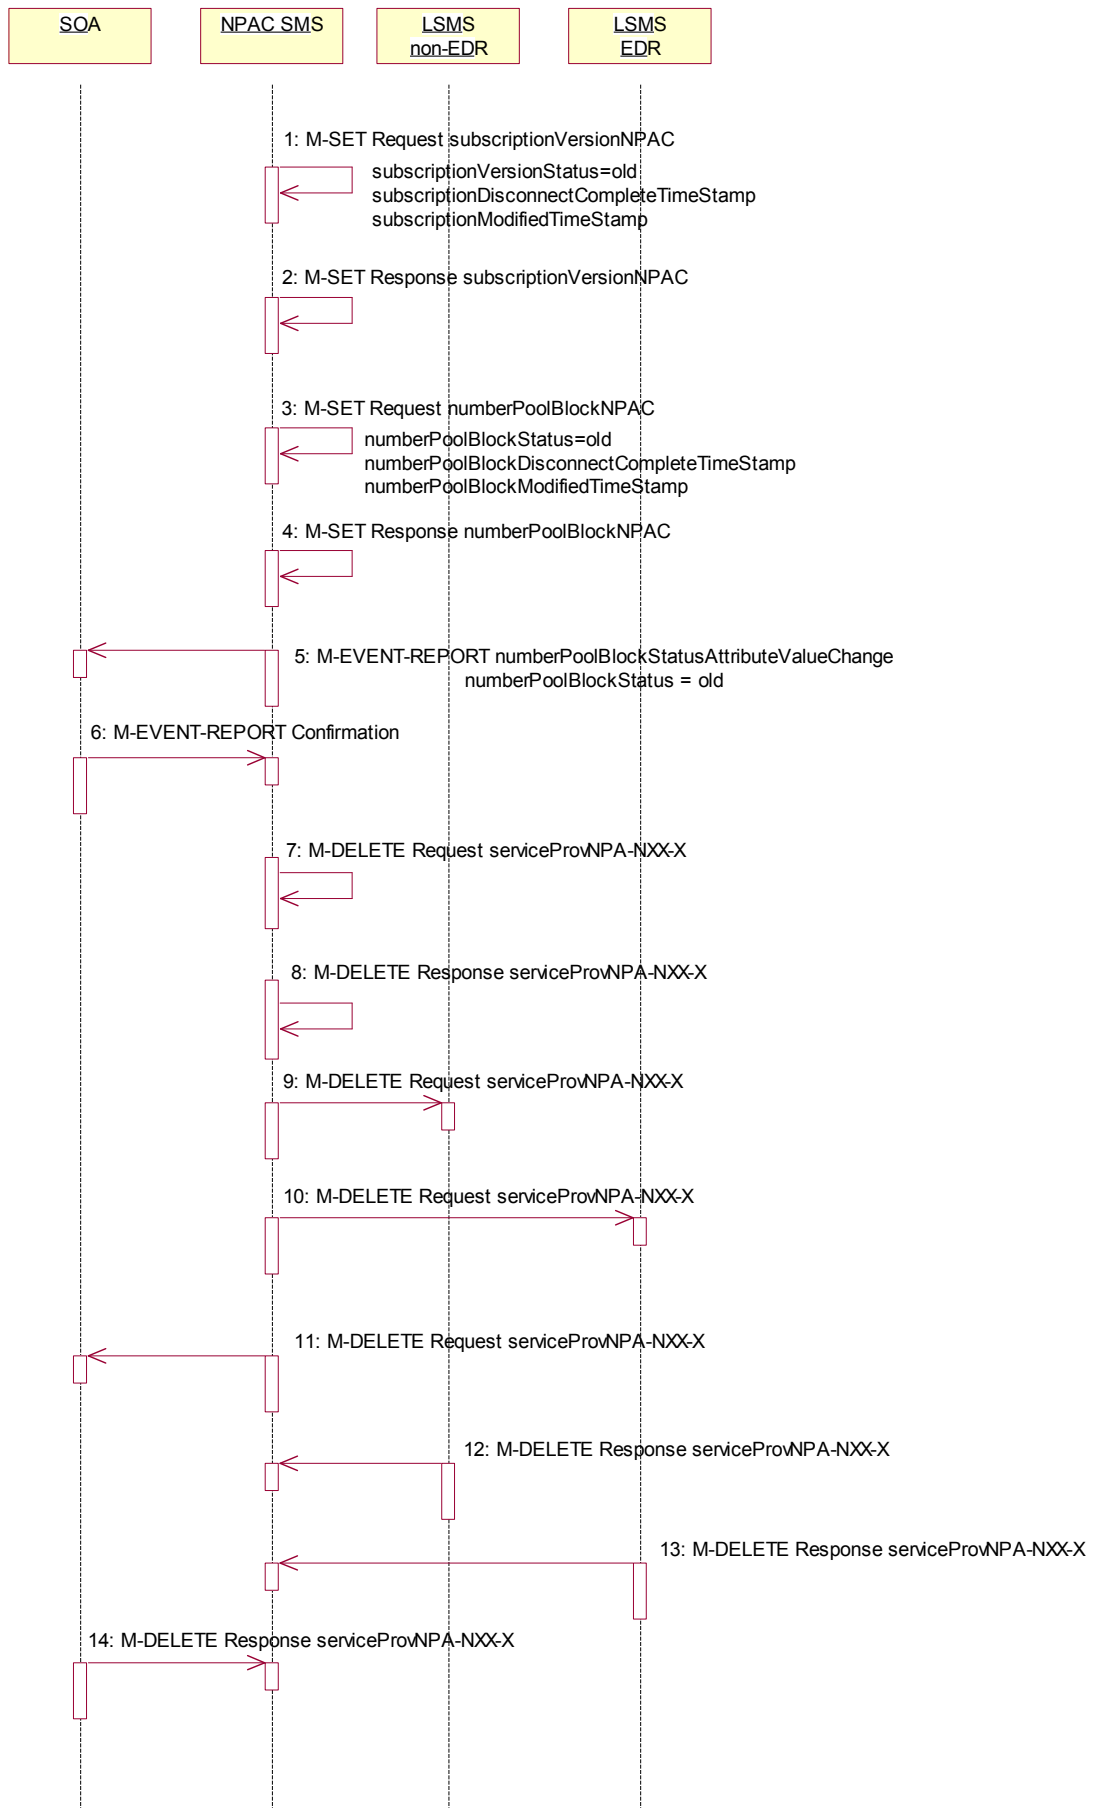 SOA
NPAC SMS
LSMS
non-EDR
LSMS
EDR
1: M-SET Request subscriptionVersionNPAC
subscriptionVersionStatus=old
subscriptionDisconnectCompleteTimeStamp
subscriptionModifiedTimeStamp
2: M-SET Response subscriptionVersionNPAC
3: M-SET Request numberPoolBlockNPAC
numberPoolBlockStatus=old
numberPoolBlockDisconnectCompleteTimeStamp
numberPoolBlockModifiedTimeStamp
4: M-SET Response numberPoolBlockNPAC
5: M-EVENT-REPORT numberPoolBlockStatusAttributeValueChange
numberPoolBlockStatus = old
6: M-EVENT-REPORT Confirmation
7: M-DELETE Request serviceProvNPA-NXX-X
8: M-DELETE Response serviceProvNPA-NXX-X
9: M-DELETE Request serviceProvNPA-NXX-X
10: M-DELETE Request serviceProvNPA-NXX-X
11: M-DELETE Request serviceProvNPA-NXX-X
12: M-DELETE Response serviceProvNPA-NXX-X
13: M-DELETE Response serviceProvNPA-NXX-X
14: M-DELETE Response serviceProvNPA-NXX-X